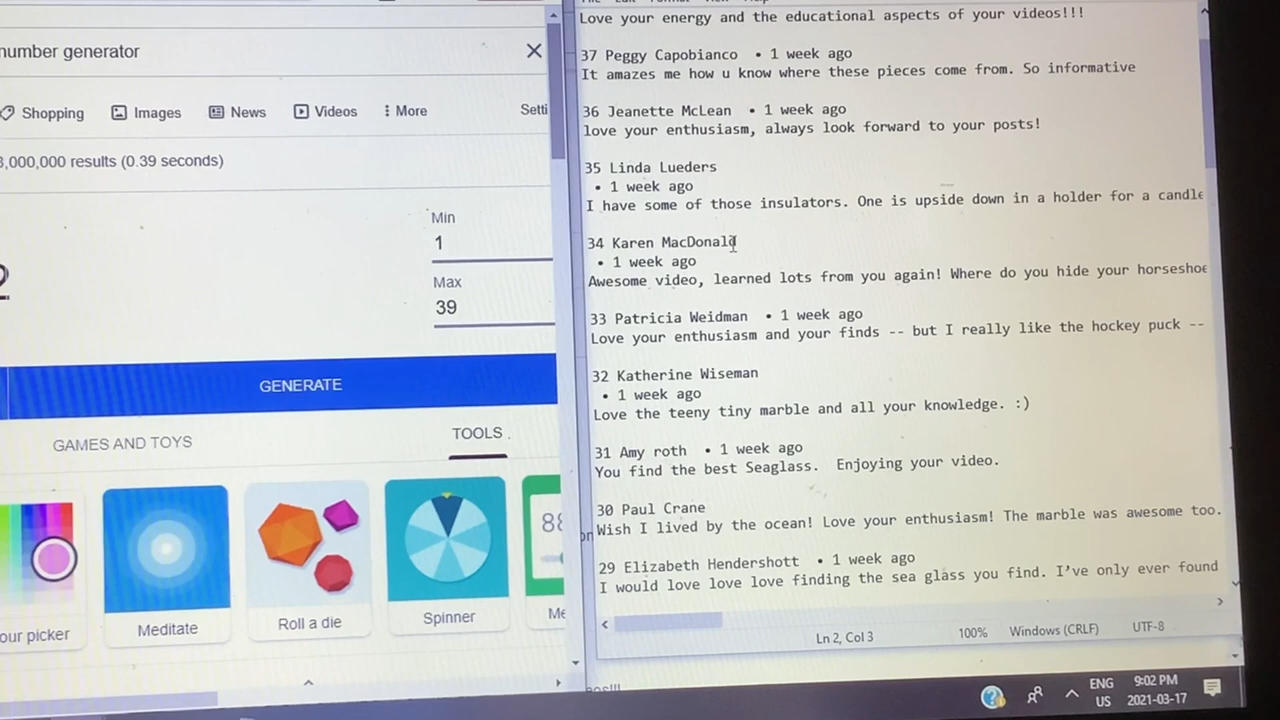 number generator
Shopping
Images
News
Videos
More
Setti
,000,000 results (0.39 seconds)
Min
1
Max
39
2
GENERATE
GAMES AND TOYS
TOOLS
our picker
Meditate
Roll a die
Spinner
Me
Love your energy and the educational aspects of your videos!!!
37 Peggy Capobianco • 1 week ago
It amazes me how u know where these pieces come from. So informative
36 Jeanette McLean • 1 week ago
love your enthusiasm, always look forward to your posts!
35 Linda Lueders
• 1 week ago
I have some of those insulators. One is upside down in a holder for a candle
34 Karen MacDonald
• 1 week ago
Awesome video, learned lots from you again! Where do you hide your horseshoe
33 Patricia Weidman • 1 week ago
Love your enthusiasm and your finds -- but I really like the hockey puck --
32 Katherine Wiseman
• 1 week ago
Love the teeny tiny marble and all your knowledge. :)
31 Amy roth • 1 week ago
You find the best Seaglass. Enjoying your video.
30 Paul Crane
Wish I lived by the ocean! Love your enthusiasm! The marble was awesome too.
29 Elizabeth Hendershott • 1 week ago
I would love love love finding the sea glass you find. I've only ever found
Ln 2, Col 3
100%
Windows (CRLF)
UTF-8
ENG
US
9:02 PM
2021-03-17